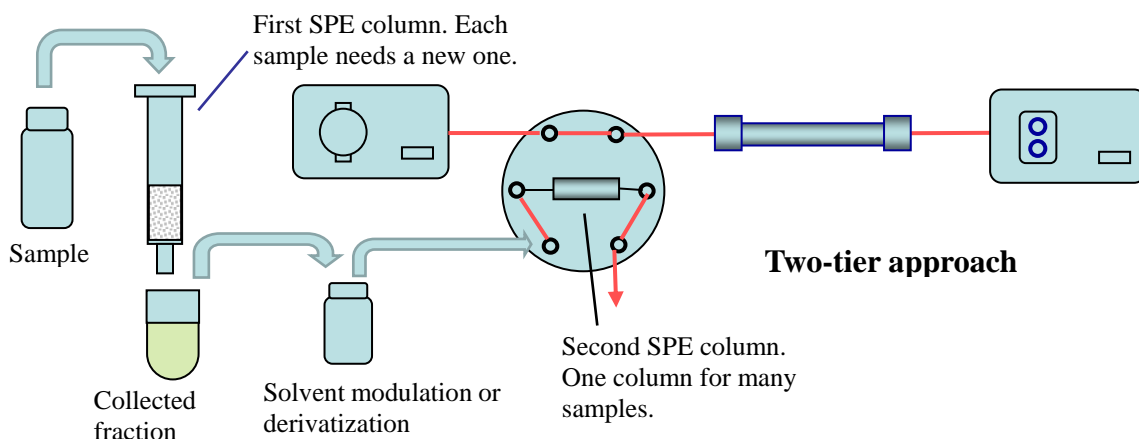 First SPE column. Each
sample needs a new one.
Sample
Two-tier approach
Second SPE column.
One column for many
samples.
Solvent modulation or
derivatization
Collected
fraction